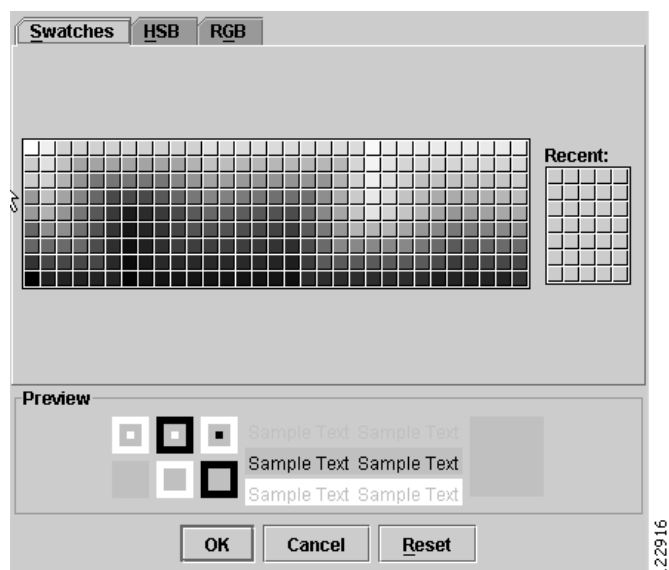 Swatches HSB RGB
Recent:
Preview
Sample Text Sample Text
Sample Text Sample Text
Sample Text Sample Text
OK Cancel Reset
22916